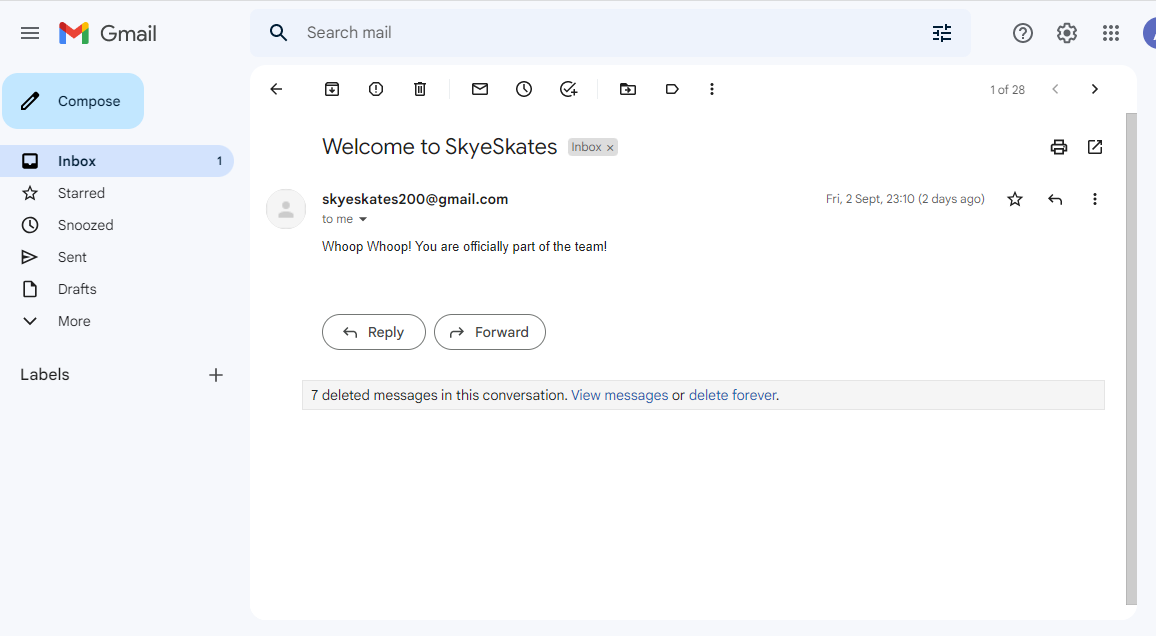 Gmail
Search mail
Compose
1 of 28
Inbox 1
Starred
Snoozed
Sent
Drafts
More
Labels
Welcome to SkyeSkates Inbox ×
skyeskates200@gmail.com Fri, 2 Sept, 23:10 (2 days ago)
to me
Whoop Whoop! You are officially part of the team!
Reply Forward
7 deleted messages in this conversation. View messages or delete forever.